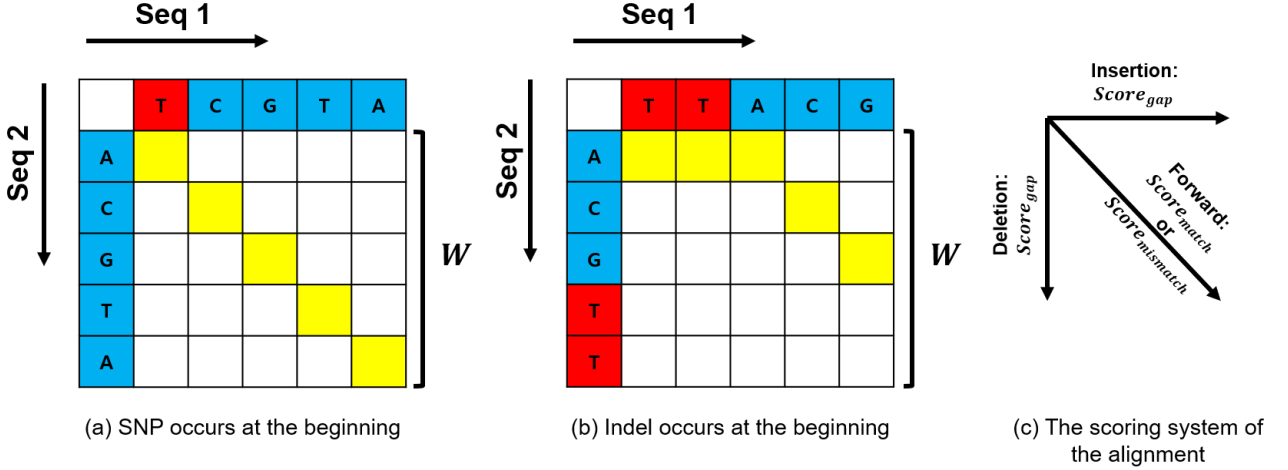 Seq 1
Seq 2
T C G T A
A
C
G
T
A
W
(a) SNP occurs at the beginning
Seq 1
Seq 2
T T A C G
A
C
G
T
T
W
(b) Indel occurs at the beginning
Insertion:
Score_gap
Deletion:
Score_gap
Forward:
Score_match
or
Score_mismatch
(c) The scoring system of
the alignment